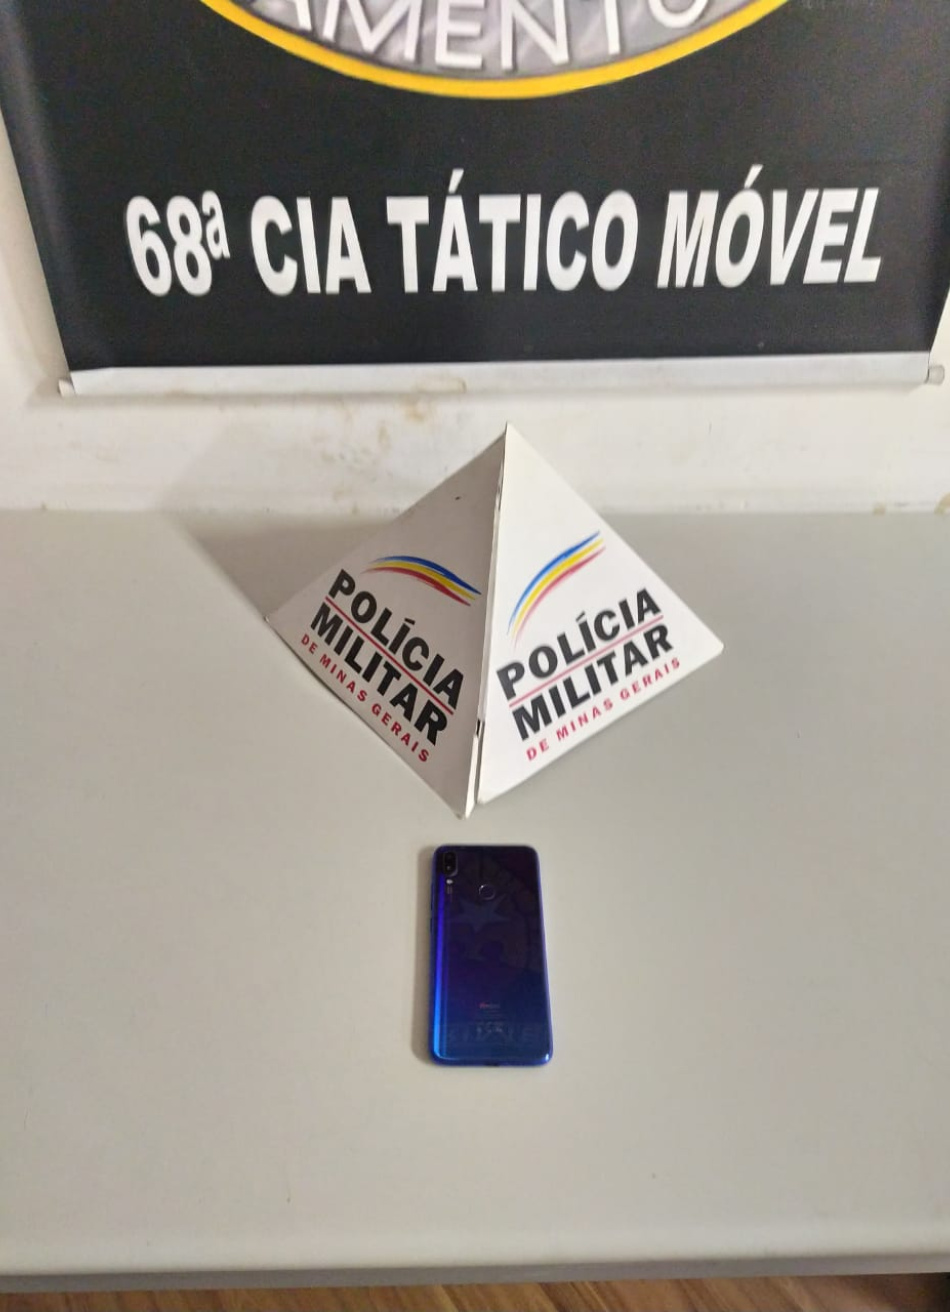 AMENTO
68ª CIA TÁTICO MÓVEL
POLÍCIA
MILITAR
DE MINAS GERAIS
POLÍCIA
MILITAR
DE MINAS GERAIS